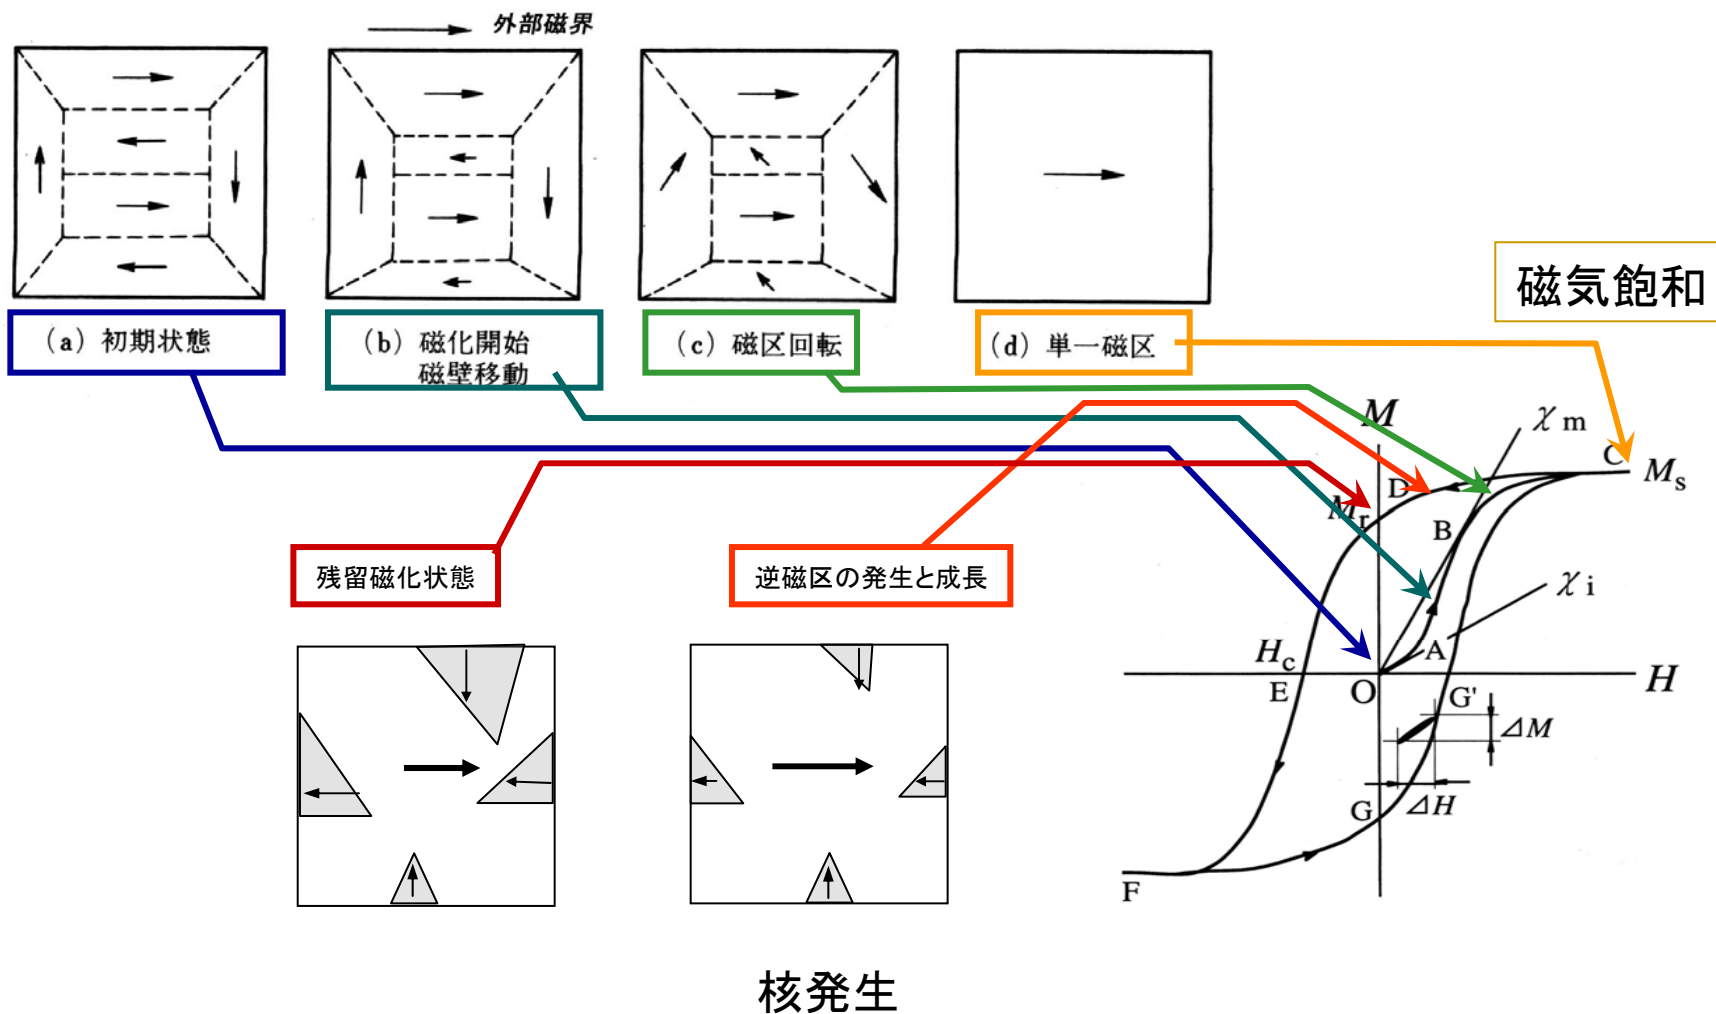 外部磁界
(a) 初期状態
(b) 磁化開始
磁壁移動
(c) 磁区回転
(d) 単一磁区
磁気飽和
残留磁化状態
逆磁区の発生と成長
核発生
M
χm
C
Ms
D
Mr
B
χi
Hc
A
E
O
G'
H
ΔM
G
ΔH
F